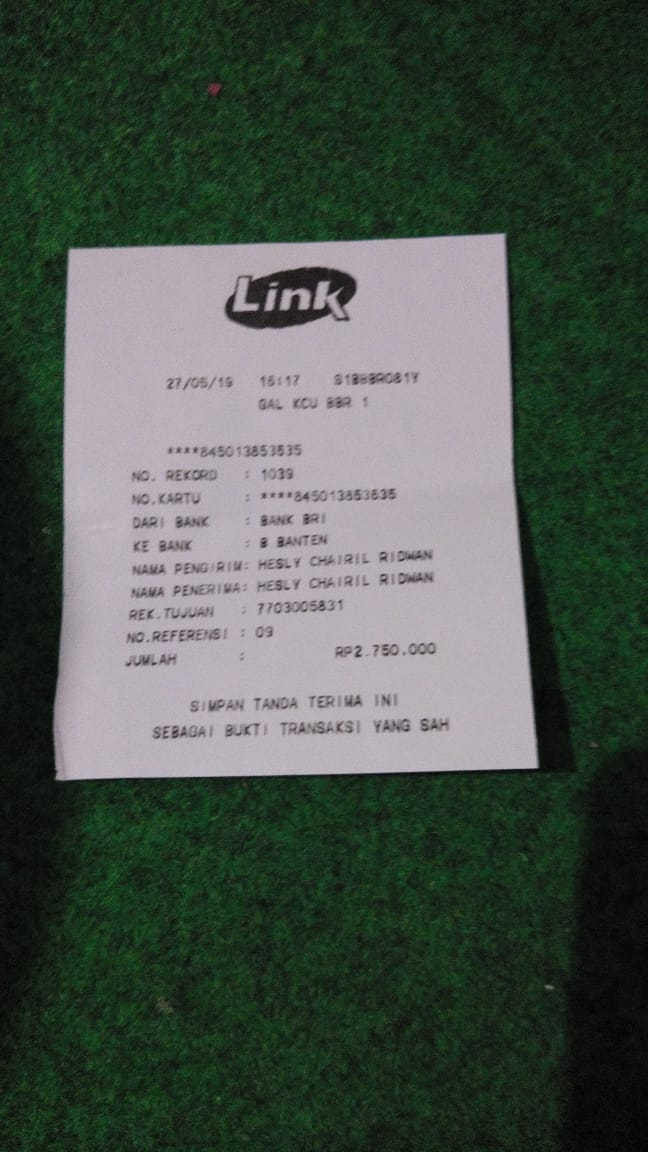 Link
27/05/19 16:17 S1BBBR081Y
GAL KCU BBR 1
****845013853535
NO. REKORD : 1039
NO.KARTU : ****845013853535
DARI BANK : BANK BRI
KE BANK : B BANTEN
NAMA PENGIRIM: HESLY CHAIRIL RIDWAN
NAMA PENERIMA: HESLY CHAIRIL RIDWAN
REK.TUJUAN : 7703005831
NO.REFERENSI : 09
JUMLAH : RP2.750.000
SIMPAN TANDA TERIMA INI
SEBAGAI BUKTI TRANSAKSI YANG SAH